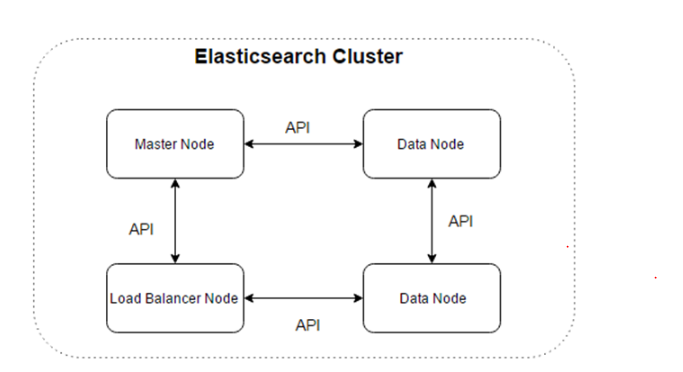 Elasticsearch Cluster
API
Master Node
Data Node
API
API
Load Balancer Node
Data Node
API